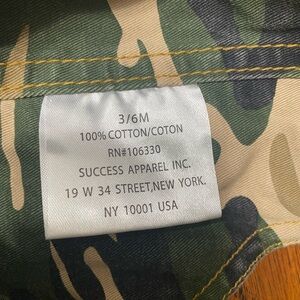 3/6M
100% COTTON/COTON
RN#106330
SUCCESS APPAREL INC.
19 W 34 STREET,NEW YORK.
NY 10001 USA